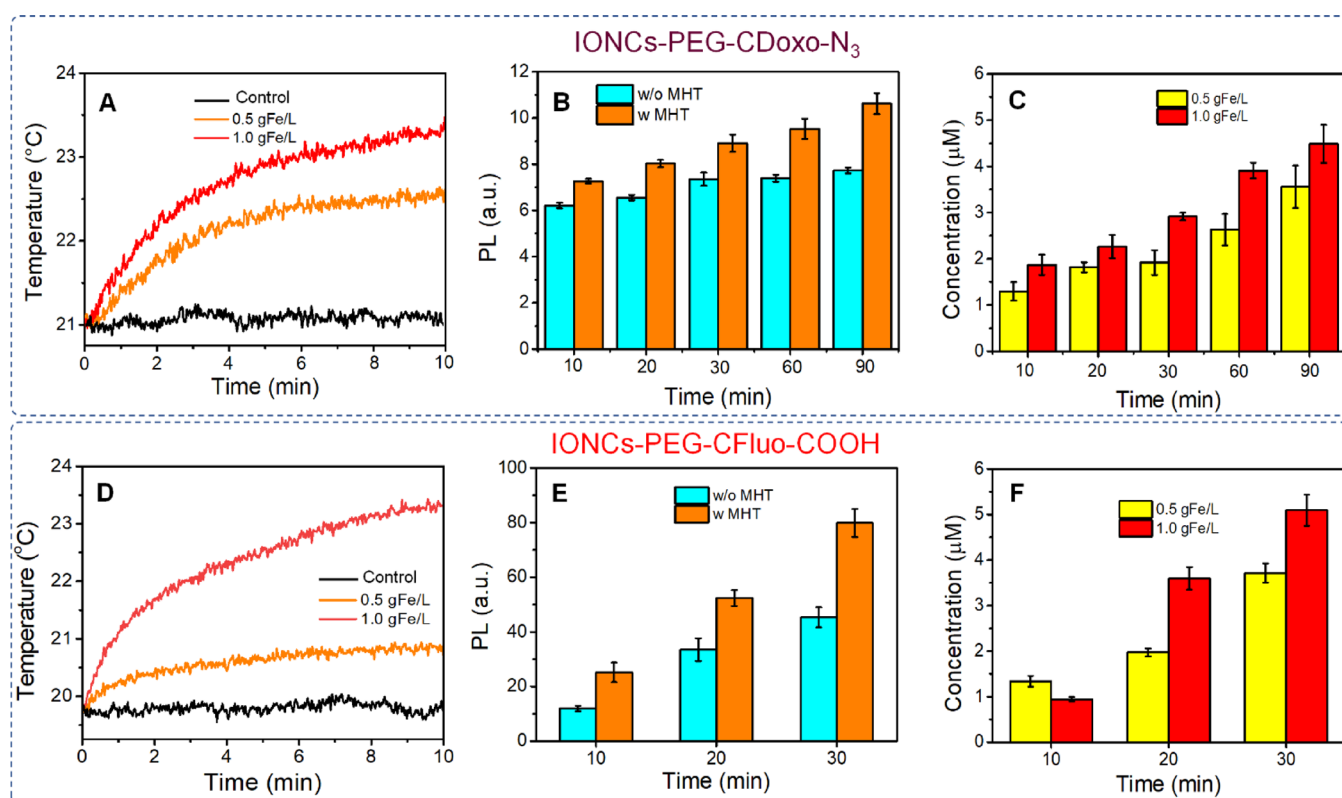 IONCs-PEG-CDoxo-N3
A
Control
0.5 gFe/L
1.0 gFe/L
Temperature (°C)
24
23
22
21
0 2 4 6 8 10
Time (min)
B
w/o MHT
w MHT
PL (a.u.)
12
10
8
6
4
2
0
10 20 30 60 90
Time (min)
C
0.5 gFe/L
1.0 gFe/L
Concentration (μM)
6
5
4
3
2
1
0
10 20 30 60 90
Time (min)
IONCs-PEG-CFluo-COOH
D
Control
0.5 gFe/L
1.0 gFe/L
Temperature (°C)
24
23
22
21
20
0 2 4 6 8 10
Time (min)
E
w/o MHT
w MHT
PL (a.u.)
100
80
60
40
20
0
10 20 30
Time (min)
F
0.5 gFe/L
1.0 gFe/L
Concentration (μM)
6
5
4
3
2
1
0
10 20 30
Time (min)